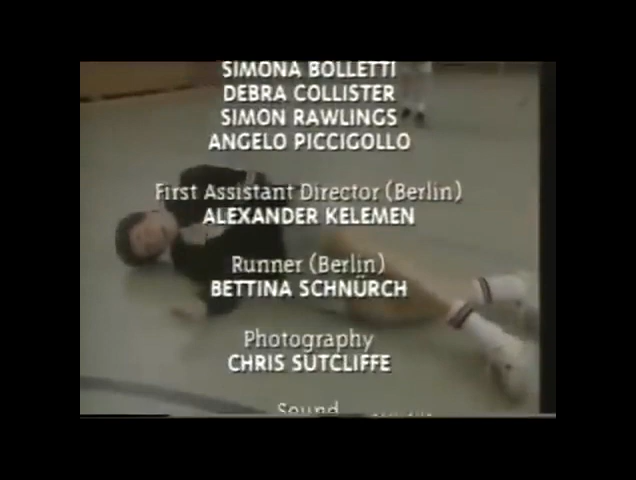 SIMONA BOLLETTI
DEBRA COLLISTER
SIMON RAWLINGS
ANGELO PICCIGOLLO
First Assistant Director (Berlin)
ALEXANDER KELEMEN
Runner (Berlin)
BETTINA SCHNÜRCH
Photography
CHRIS SUTCLIFFE
Sound